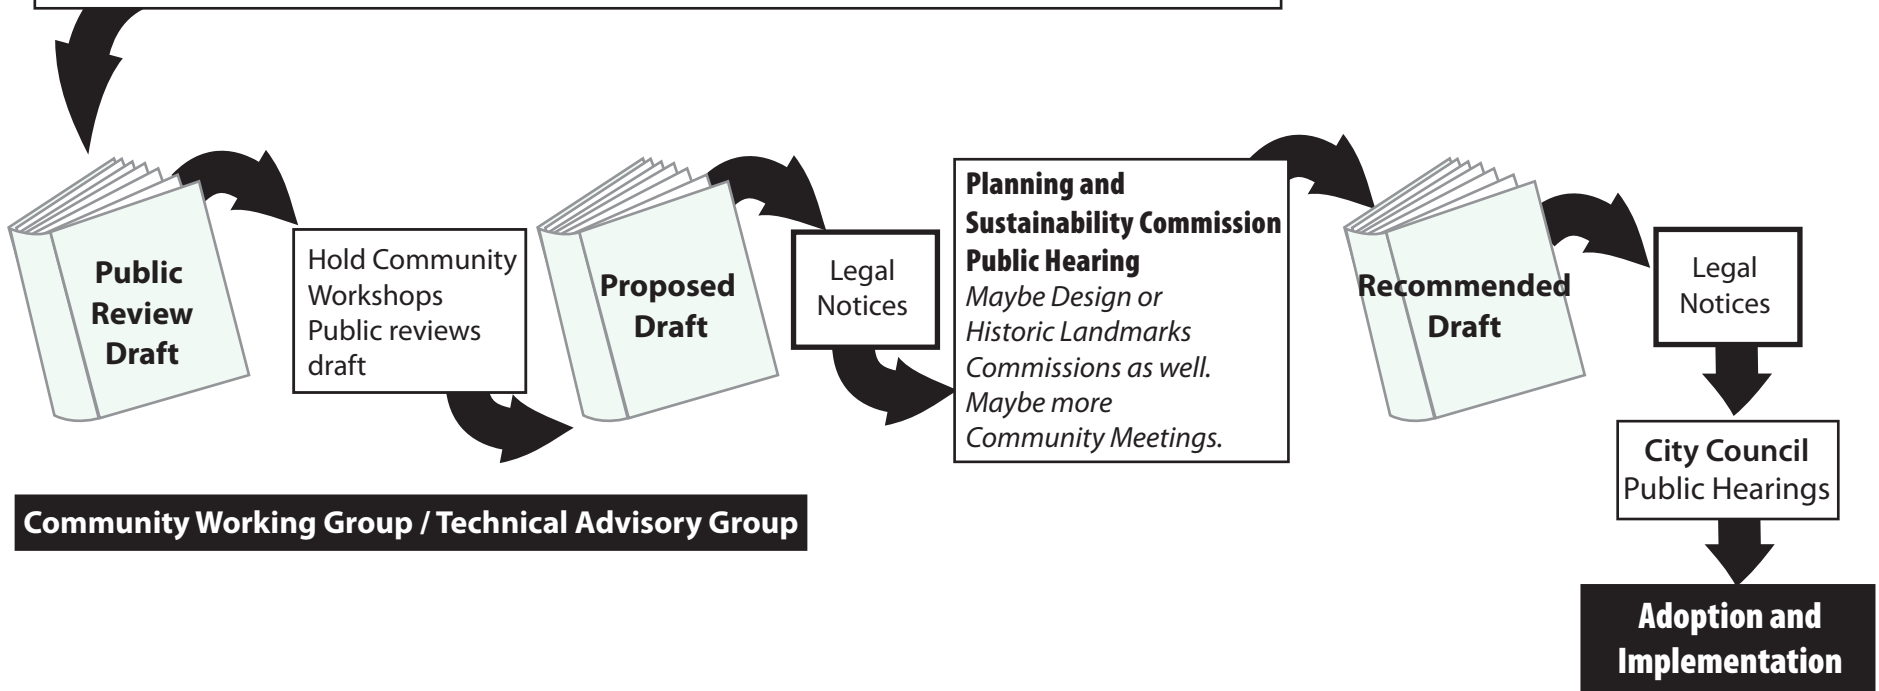 Public
Review
Draft
Hold Community
Workshops
Public reviews
draft
Proposed
Draft
Legal
Notices
Planning and
Sustainability Commission
Public Hearing
Maybe Design or
Historic Landmarks
Commissions as well.
Maybe more
Community Meetings.
Recommended
Draft
Legal
Notices
City Council
Public Hearings
Adoption and
Implementation
Community Working Group / Technical Advisory Group